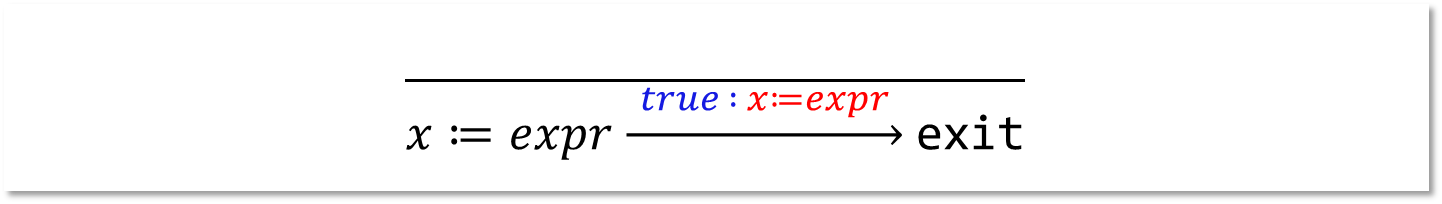 true : x:=expr
x := expr ⟶ exit